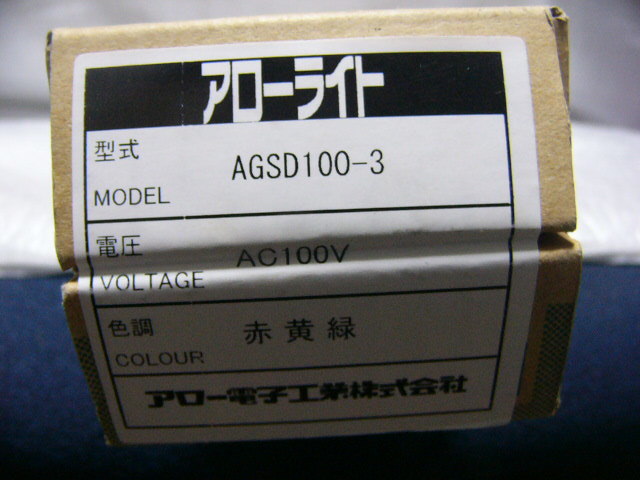 アローライト
型式
MODEL
AGSD100-3
電圧
VOLTAGE
AC100V
色調
COLOUR
赤黄緑
アロー電子工業株式会社